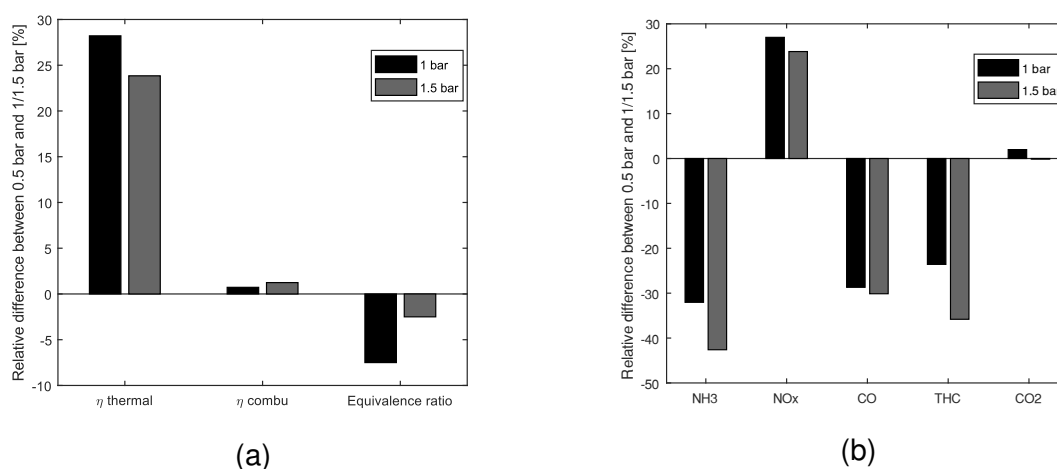 Relative difference between 0.5 bar and 1/1.5 bar [%]
30
25
20
15
10
5
0
-5
-10
1 bar
1.5 bar
η thermal
η combu
Equivalence ratio
(a)
Relative difference between 0.5 bar and 1/1.5 bar [%]
30
20
10
0
-10
-20
-30
-40
-50
1 bar
1.5 bar
NH3
NOx
CO
THC
CO2
(b)